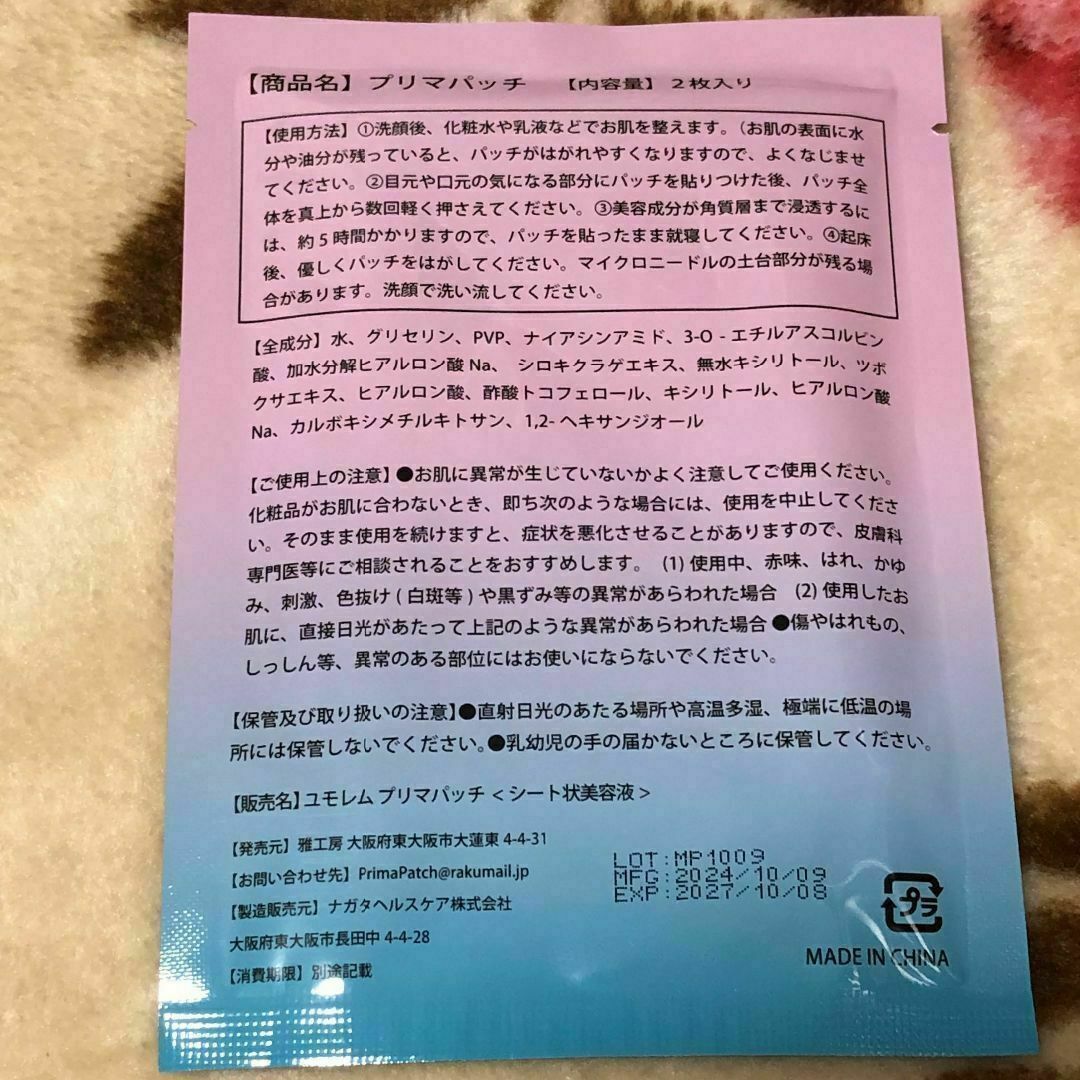 【商品名】プリマパッチ 【内容量】2枚入り
【使用方法】①洗顔後、化粧水や乳液などでお肌を整えます。(お肌の表面に水
分や油分が残っていると、パッチがはがれやすくなりますので、よくなじませ
てください。②目元や口元の気になる部分にパッチを貼りつけた後、パッチ全
体を真上から数回軽く押さえてください。③美容成分が角質層まで浸透するに
は、約5時間かかりますので、パッチを貼ったまま就寝してください。④起床
後、優しくパッチをはがしてください。マイクロニードルの土台部分が残る場
合があります。洗顔で洗い流してください。
【全成分】水、グリセリン、PVP、ナイアシンアミド、3-O-エチルアスコルビン
酸、加水分解ヒアルロン酸Na、 シロキクラゲエキス、無水キシリトール、ツボ
クサエキス、ヒアルロン酸、酢酸トコフェロール、キシリトール、ヒアルロン酸
Na、カルボキシメチルキトサン、1,2-ヘキサンジオール
【ご使用上の注意】●お肌に異常が生じていないかよく注意してご使用ください。
化粧品がお肌に合わないとき、即ち次のような場合には、使用を中止してくださ
い。そのまま使用を続けますと、症状を悪化させることがありますので、皮膚科
専門医等にご相談されることをおすすめします。 (1)使用中、赤味、はれ、かゆ
み、刺激、色抜け(白斑等)や黒ずみ等の異常があらわれた場合 (2)使用したお
肌に、直接日光があたって上記のような異常があらわれた場合●傷やはれもの、
しっしん等、異常のある部位にはお使いにならないでください。
【保管及び取り扱いの注意】●直射日光のあたる場所や高温多湿、極端に低温の場
所には保管しないでください。●乳幼児の手の届かないところに保管してください。
【販売名】ユモレム プリマパッチ<シート状美容液>
【発売元】雅工房 大阪府東大阪市大蓮東4-4-31
【お問い合わせ先】PrimaPatch@rakumail.jp
【製造販売元】ナガタヘルスケア株式会社
大阪府東大阪市長田中4-4-28
【消費期限】別途記載
LOT:MP1009
MFG:2024/10/09
EXP:2027/10/08
プラ
MADE IN CHINA